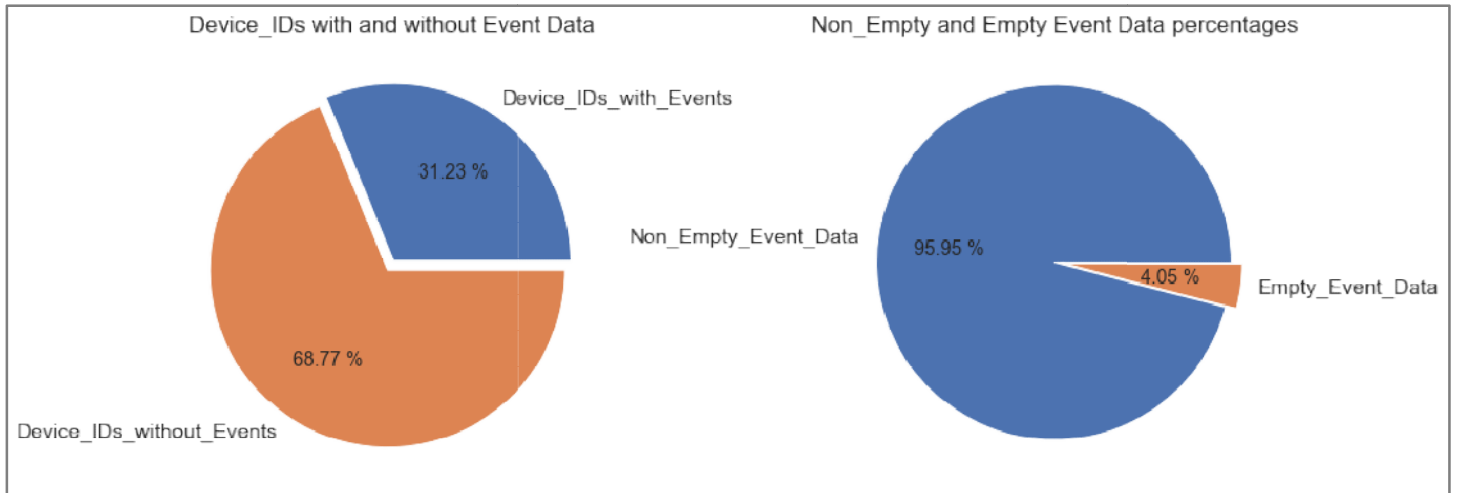 Device_IDs with and without Event Data
Device_IDs_with_Events
31.23 %
68.77 %
Device_IDs_without_Events
Non_Empty and Empty Event Data percentages
Non_Empty_Event_Data
95.95 %
4.05 %
Empty_Event_Data